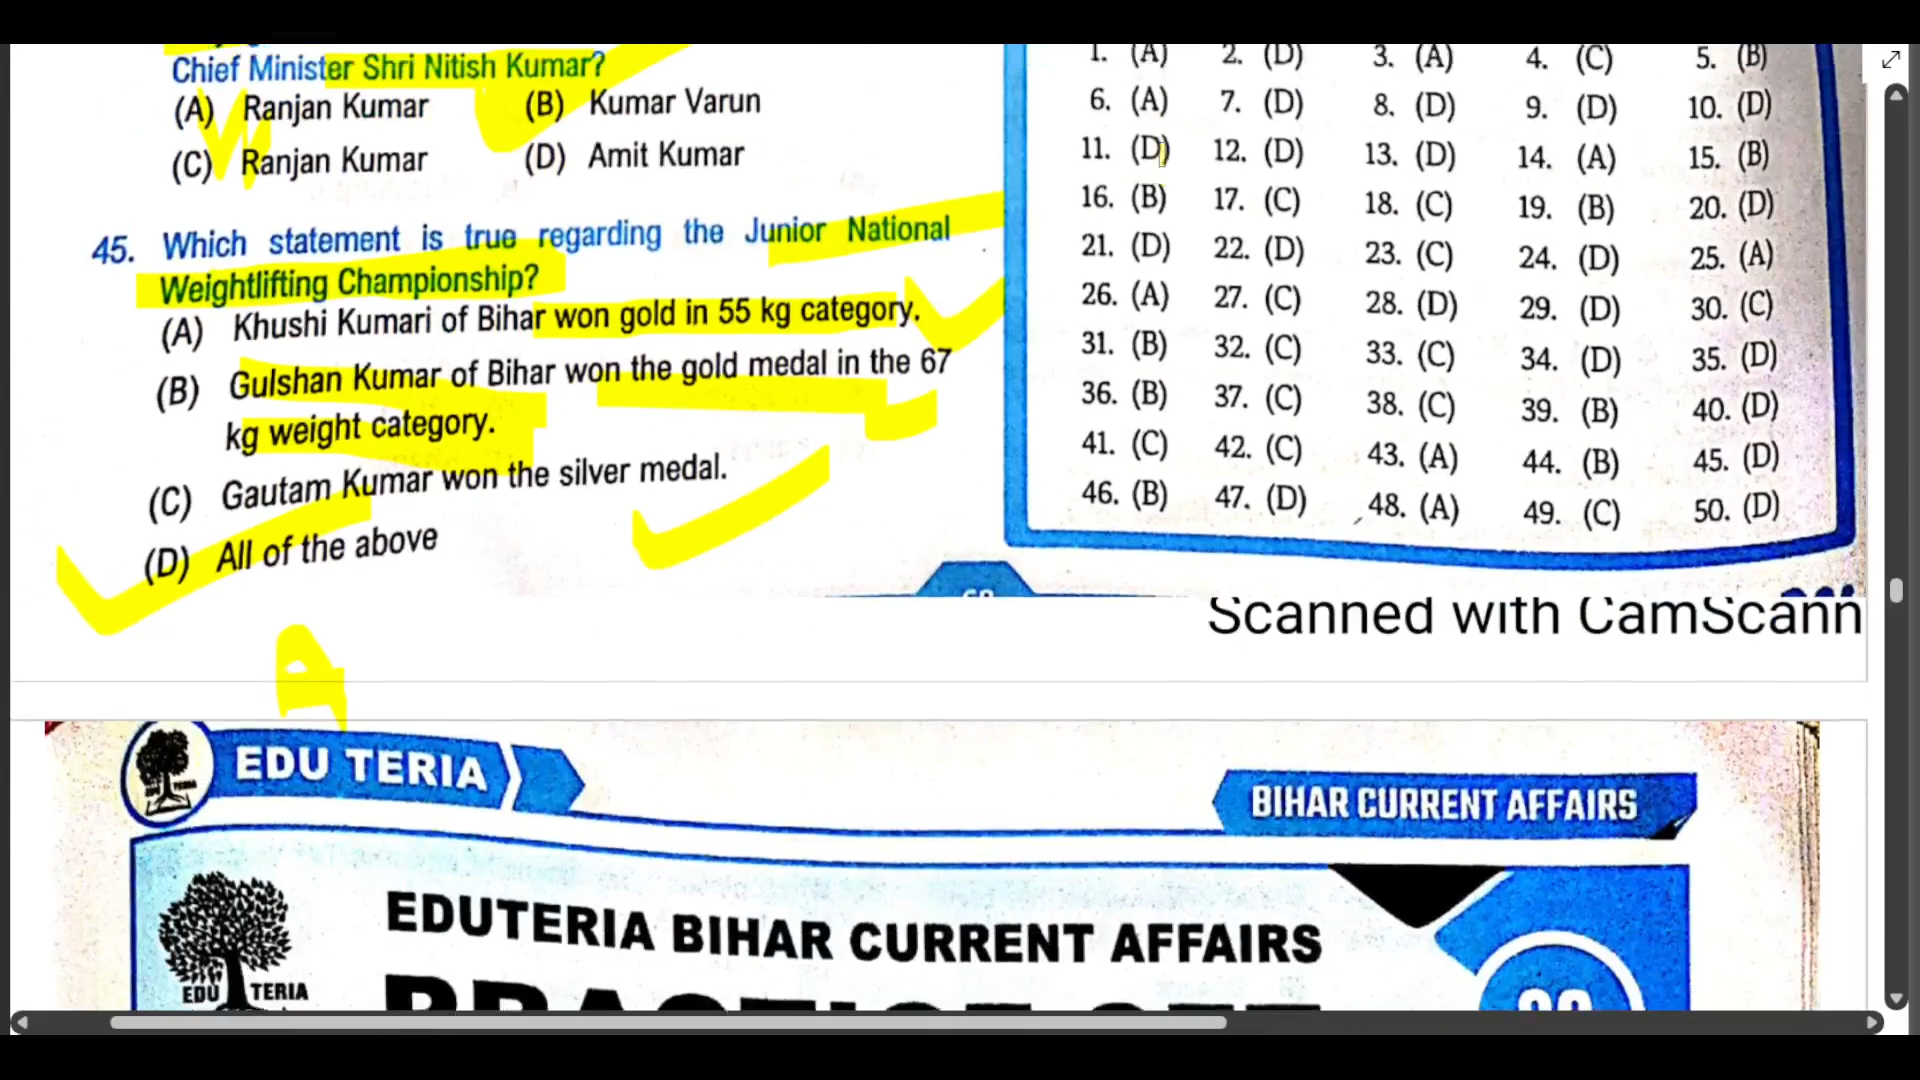 Chief Minister Shri Nitish Kumar?
(A) Ranjan Kumar (B) Kumar Varun
(C) Ranjan Kumar (D) Amit Kumar
45. Which statement is true regarding the Junior National
Weightlifting Championship?
(A) Khushi Kumari of Bihar won gold in 55 kg category.
(B) Gulshan Kumar of Bihar won the gold medal in the 67
kg weight category.
(C) Gautam Kumar won the silver medal.
(D) All of the above
1. (A) 2. (D) 3. (A) 4. (C) 5. (B)
6. (A) 7. (D) 8. (D) 9. (D) 10. (D)
11. (D) 12. (D) 13. (D) 14. (A) 15. (B)
16. (B) 17. (C) 18. (C) 19. (B) 20. (D)
21. (D) 22. (D) 23. (C) 24. (D) 25. (A)
26. (A) 27. (C) 28. (D) 29. (D) 30. (C)
31. (B) 32. (C) 33. (C) 34. (D) 35. (D)
36. (B) 37. (C) 38. (C) 39. (B) 40. (D)
41. (C) 42. (C) 43. (A) 44. (B) 45. (D)
46. (B) 47. (D) 48. (A) 49. (C) 50. (D)
Scanned with CamScann
EDU TERIA
BIHAR CURRENT AFFAIRS
EDUTERIA BIHAR CURRENT AFFAIRS
EDU TERIA